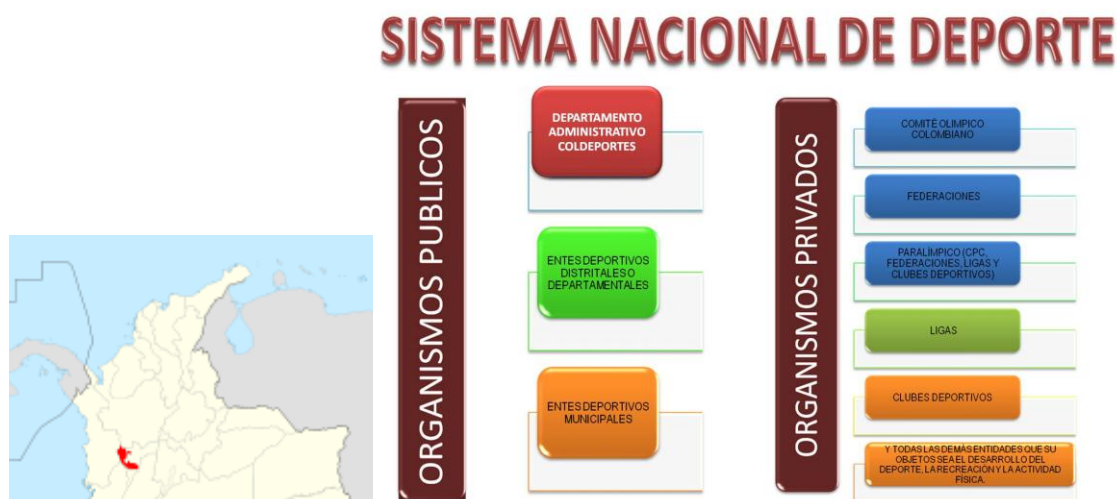 SISTEMA NACIONAL DE DEPORTE
ORGANISMOS PUBLICOS
DEPARTAMENTO
ADMINISTRATIVO
COLDEPORTES
ENTES DEPORTIVOS
DISTRITALES O
DEPARTAMENTALES
ENTES DEPORTIVOS
MUNICIPALES
ORGANISMOS PRIVADOS
COMITÉ OLIMPICO
COLOMBIANO
FEDERACIONES
PARALÍMPICO (CPC,
FEDERACIONES, LIGAS Y
CLUBES DEPORTIVOS)
LIGAS
CLUBES DEPORTIVOS
Y TODAS LAS DEMÁS ENTIDADES QUE SU
OBJETOS SEA EL DESARROLLO DEL
DEPORTE, LA RECREACION Y LA ACTIVIDAD
FÍSICA.